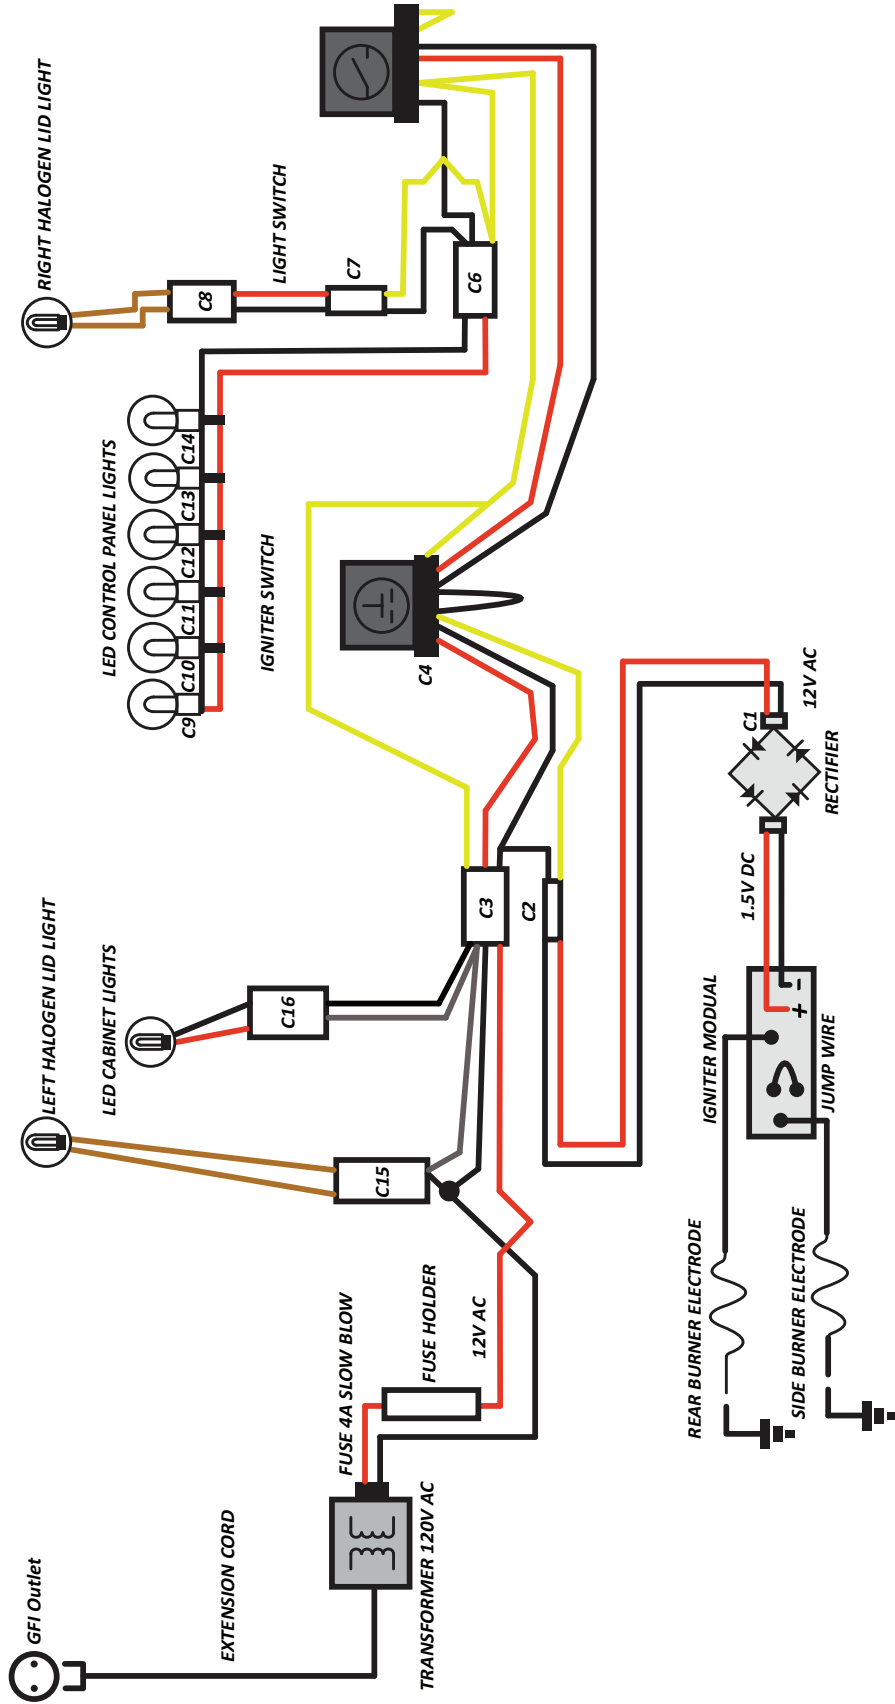 GFI Outlet
EXTENSION CORD
TRANSFORMER 120V AC
FUSE 4A SLOW BLOW
FUSE HOLDER
12V AC
LEFT HALOGEN LID LIGHT
C15
LED CABINET LIGHTS
C16
C3
C2
LED CONTROL PANEL LIGHTS
C9
C10
C11
C12
C13
C14
IGNITER SWITCH
C4
RIGHT HALOGEN LID LIGHT
C8
LIGHT SWITCH
C7
C6
REAR BURNER ELECTRODE
SIDE BURNER ELECTRODE
IGNITER MODUAL
JUMP WIRE
+ -
1.5V DC
RECTIFIER
C1
12V AC